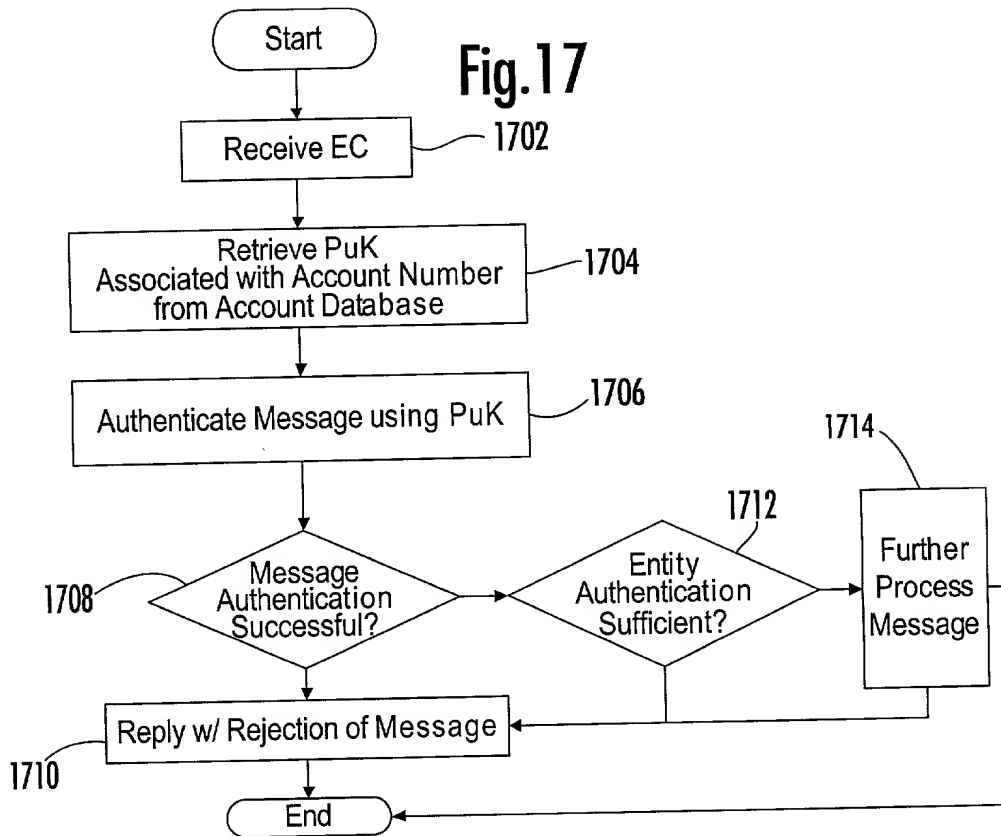 Start
Fig.17
Receive EC
1702
Retrieve PuK
Associated with Account Number
from Account Database
1704
Authenticate Message using PuK
1706
1714
1712
1708
Message
Authentication
Successful?
Entity
Authentication
Sufficient?
Further
Process
Message
Reply w/ Rejection of Message
1710
End